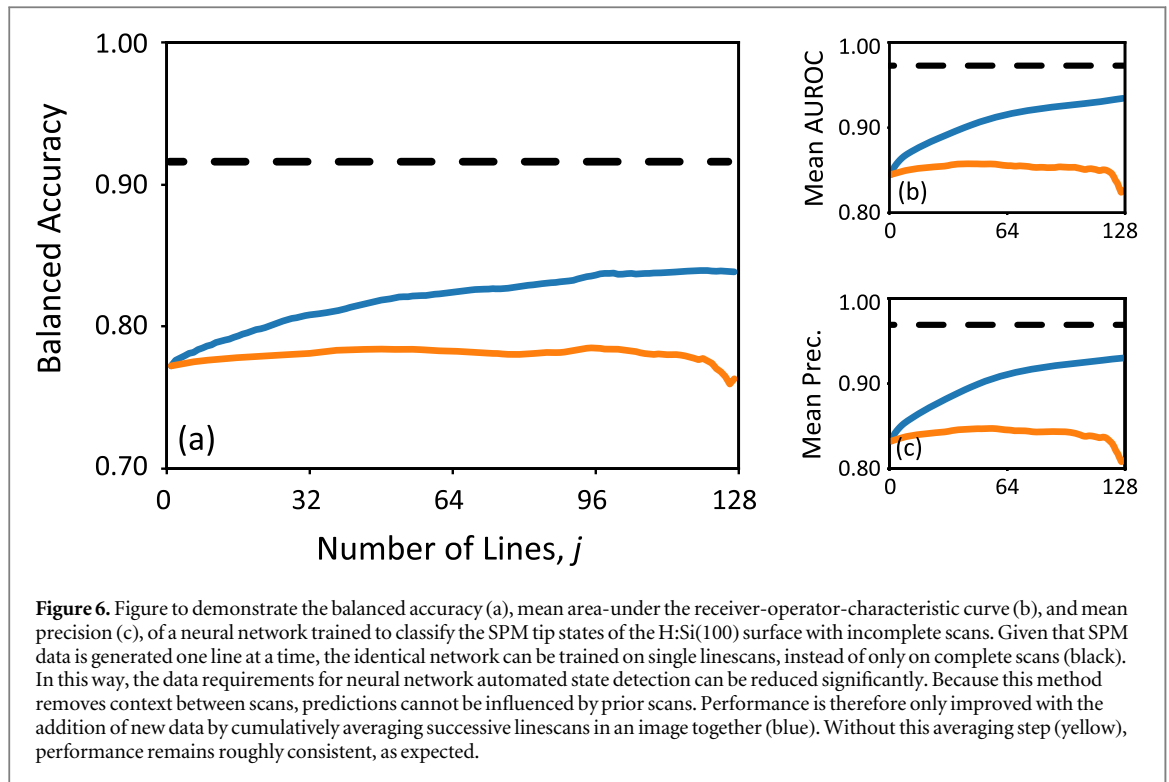 1.00
0.90
0.80
0.70
Balanced Accuracy
(a)
0
32
64
96
128
Number of Lines, j
1.00
0.90
0.80
Mean AUROC
(b)
0
64
128
1.00
0.90
0.80
Mean Prec.
(c)
0
64
128
Figure 6. Figure to demonstrate the balanced accuracy (a), mean area-under the receiver-operator-characteristic curve (b), and mean
precision (c), of a neural network trained to classify the SPM tip states of the H:Si(100) surface with incomplete scans. Given that SPM
data is generated one line at a time, the identical network can be trained on single linescans, instead of only on complete scans (black).
In this way, the data requirements for neural network automated state detection can be reduced significantly. Because this method
removes context between scans, predictions cannot be influenced by prior scans. Performance is therefore only improved with the
addition of new data by cumulatively averaging successive linescans in an image together (blue). Without this averaging step (yellow),
performance remains roughly consistent, as expected.